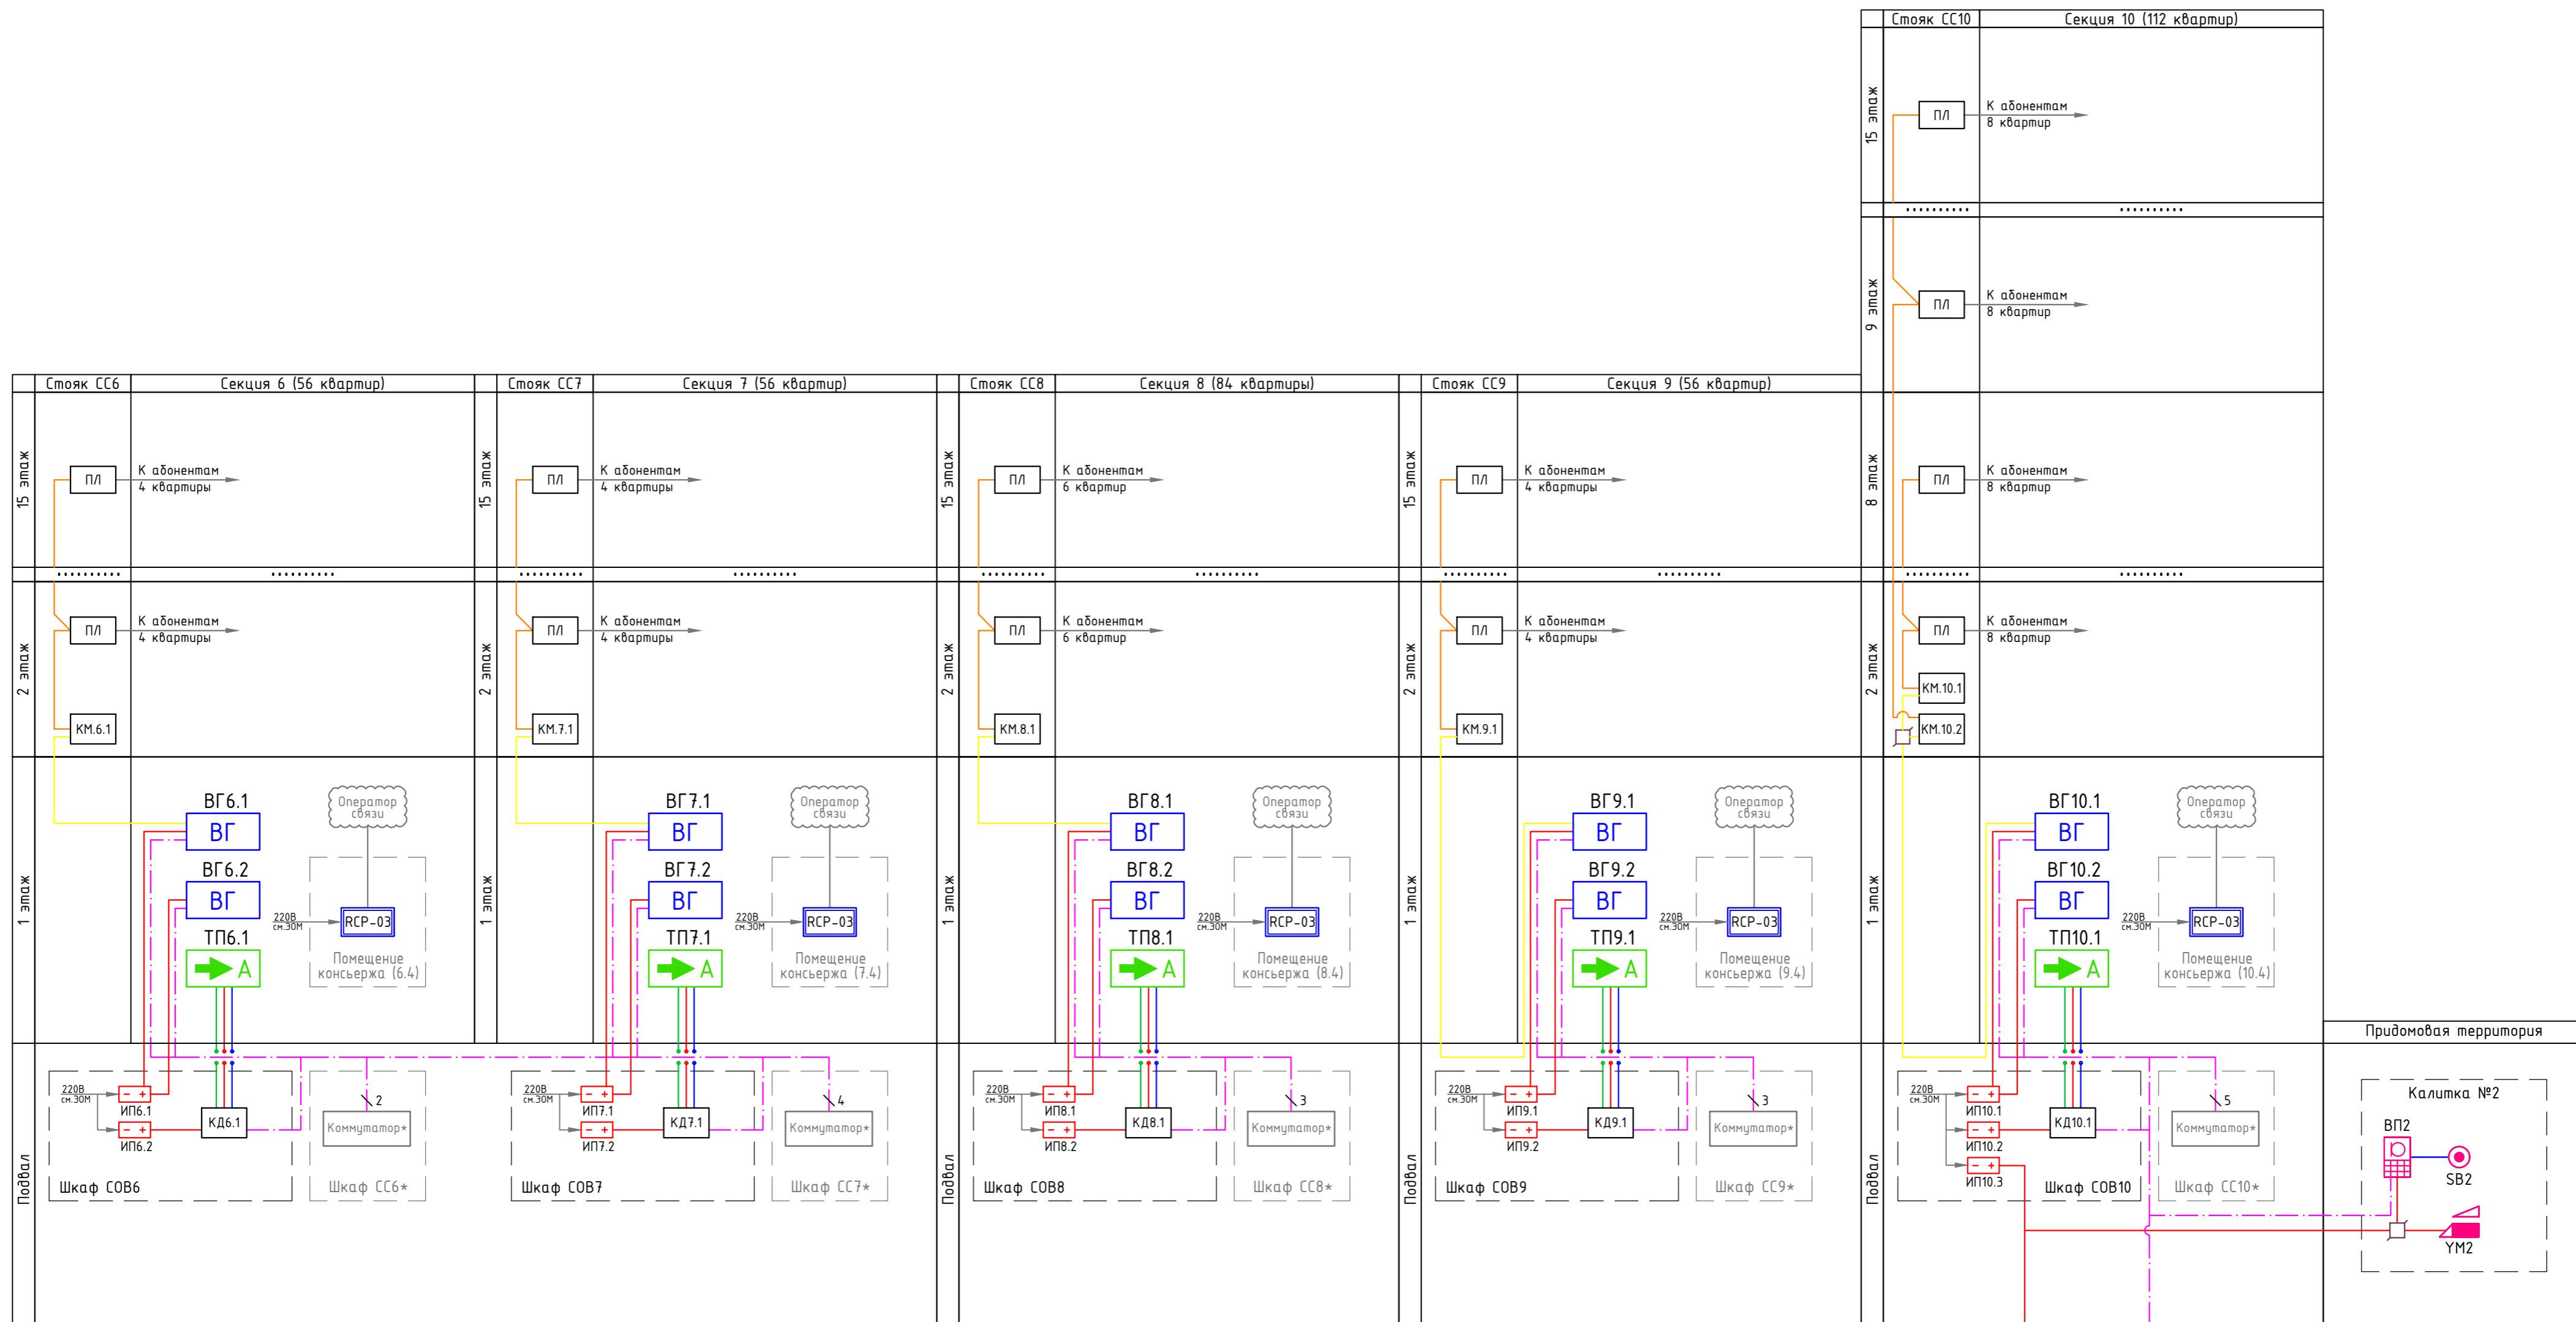 Стояк СС10
Секция 10 (112 квартир)
15 этаж
ПЛ
К абонентам
8 квартир
..........
..........
9 этаж
ПЛ
К абонентам
8 квартир
Стояк СС6
Секция 6 (56 квартир)
Стояк СС7
Секция 7 (56 квартир)
Стояк СС8
Секция 8 (84 квартиры)
Стояк СС9
Секция 9 (56 квартир)
15 этаж
ПЛ
К абонентам
4 квартиры
15 этаж
ПЛ
К абонентам
4 квартиры
15 этаж
ПЛ
К абонентам
6 квартир
15 этаж
ПЛ
К абонентам
4 квартиры
8 этаж
ПЛ
К абонентам
8 квартир
..........
..........
..........
..........
..........
..........
..........
..........
..........
..........
2 этаж
ПЛ
К абонентам
4 квартиры
КМ.6.1
2 этаж
ПЛ
К абонентам
4 квартиры
КМ.7.1
2 этаж
ПЛ
К абонентам
6 квартир
КМ.8.1
2 этаж
ПЛ
К абонентам
4 квартиры
КМ.9.1
2 этаж
ПЛ
К абонентам
8 квартир
КМ.10.1
КМ.10.2
1 этаж
ВГ6.1
ВГ
ВГ6.2
ВГ
ТП6.1
А
Оператор
связи
220В
см.ЭОМ
RCP-03
Помещение
консьержа (6.4)
1 этаж
ВГ7.1
ВГ
ВГ7.2
ВГ
ТП7.1
А
Оператор
связи
220В
см.ЭОМ
RCP-03
Помещение
консьержа (7.4)
1 этаж
ВГ8.1
ВГ
ВГ8.2
ВГ
ТП8.1
А
Оператор
связи
220В
см.ЭОМ
RCP-03
Помещение
консьержа (8.4)
1 этаж
ВГ9.1
ВГ
ВГ9.2
ВГ
ТП9.1
А
Оператор
связи
220В
см.ЭОМ
RCP-03
Помещение
консьержа (9.4)
1 этаж
ВГ10.1
ВГ
ВГ10.2
ВГ
ТП10.1
А
Оператор
связи
220В
см.ЭОМ
RCP-03
Помещение
консьержа (10.4)
Подвал
220В
см.ЭОМ
- +
ИП6.1
- +
ИП6.2
КД6.1
Шкаф СОВ6
2
Коммутатор*
Шкаф СС6*
220В
см.ЭОМ
- +
ИП7.1
- +
ИП7.2
КД7.1
Шкаф СОВ7
4
Коммутатор*
Шкаф СС7*
Подвал
220В
см.ЭОМ
- +
ИП8.1
- +
ИП8.2
КД8.1
Шкаф СОВ8
3
Коммутатор*
Шкаф СС8*
Подвал
220В
см.ЭОМ
- +
ИП9.1
- +
ИП9.2
КД9.1
Шкаф СОВ9
3
Коммутатор*
Шкаф СС9*
Подвал
220В
см.ЭОМ
- +
ИП10.1
- +
ИП10.2
- +
ИП10.3
КД10.1
Шкаф СОВ10
5
Коммутатор*
Шкаф СС10*
Придомовая территория
Калитка №2
ВП2
SB2
YM2